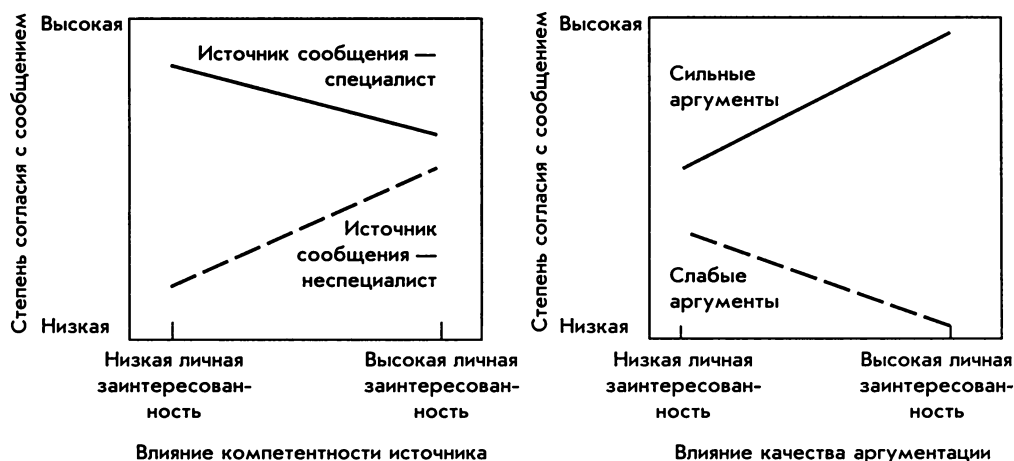 Степень согласия с сообщением
Высокая
Источник сообщения —
специалист
Источник
сообщения —
неспециалист
Низкая
Низкая личная
заинтересован-
ность
Высокая личная
заинтересован-
ность
Влияние компетентности источника
Степень согласия с сообщением
Высокая
Сильные
аргументы
Слабые
аргументы
Низкая
Низкая личная
заинтересован-
ность
Высокая личная
заинтересован-
ность
Влияние качества аргументации